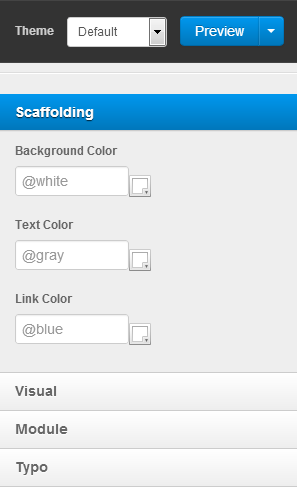 Theme Default Preview
Scaffolding
Background Color
@white
Text Color
@gray
Link Color
@blue
Visual
Module
Typo